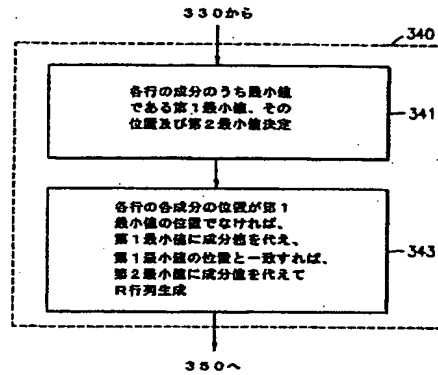 330から
340
各行の成分のうち最小値
である第1最小値、その
位置及び第2最小値決定
341
各行の各成分の位置が第1
最小値の位置でなければ、
第1最小値に成分値を代え、
第1最小値の位置と一致すれば、
第2最小値に成分値を代えて
R行列生成
343
350へ